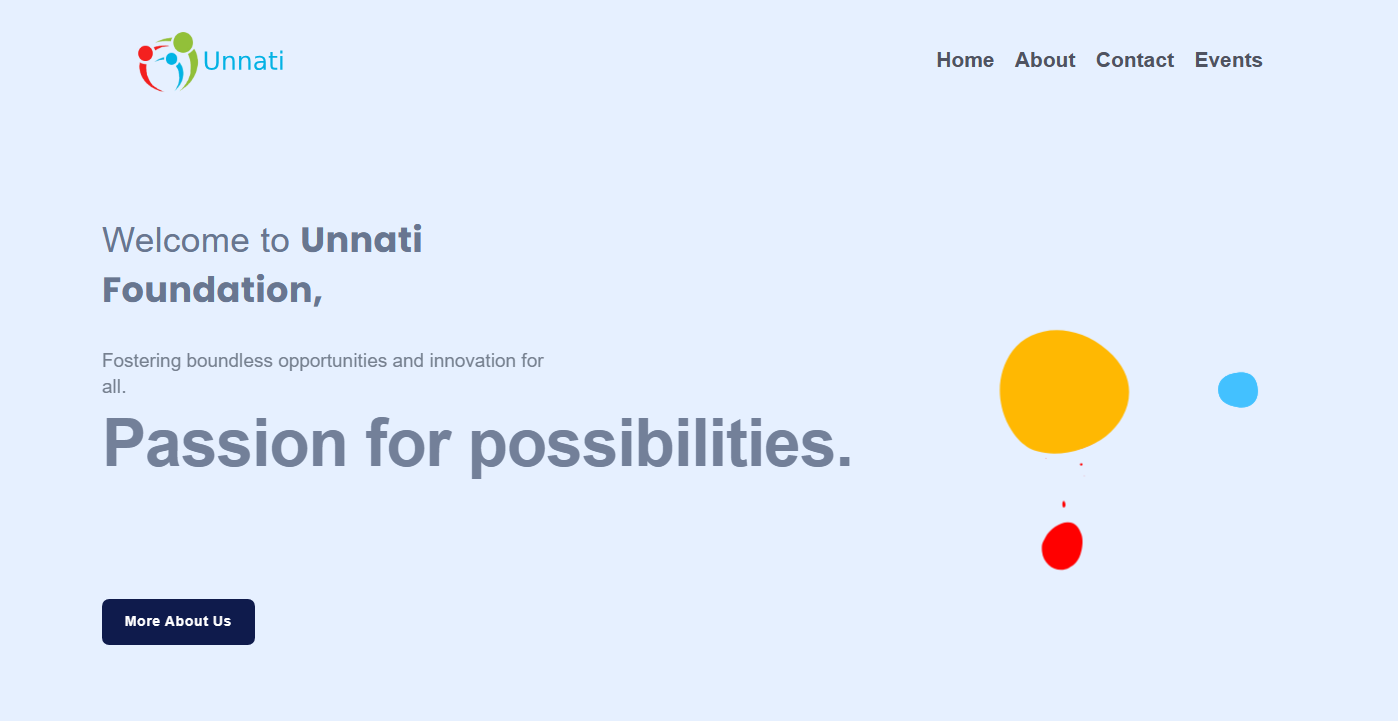 Unnati
Home About Contact Events
Welcome to Unnati
Foundation,
Fostering boundless opportunities and innovation for
all.
Passion for possibilities.
More About Us